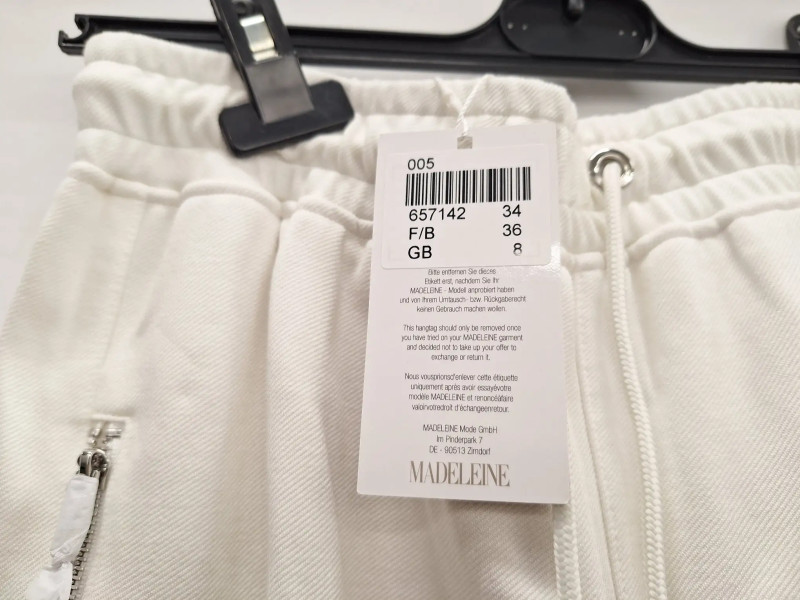 005
657142 34
F/B 36
GB 8
Bitte entfernen Sie dieces
Etikett erst, nachdem Sie Ihr
MADELEINE - Modell anprobiert haben
und von Ihrem Umtausch- bzw. Rückgaberecht
keinen Gebrauch machen wollen.
This hangtag should only be removed once
you have tried on your MADELEINE garment
and decided not to take up your offer to
exchange or return it.
Nous vousprionsd'enlever cette étiquette
uniquement après avoir essayévotre
modèle MADELEINE et renoncéàfaire
valoirvotredroit d'échangeenretour.
MADELEINE Mode GmbH
Im Pinderpark 7
DE - 90513 Zirndorf
MADELEINE